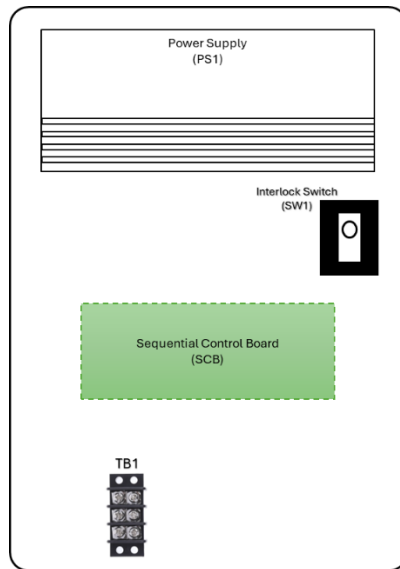 Power Supply
(PS1)
Interlock Switch
(SW1)
Sequential Control Board
(SCB)
TB1